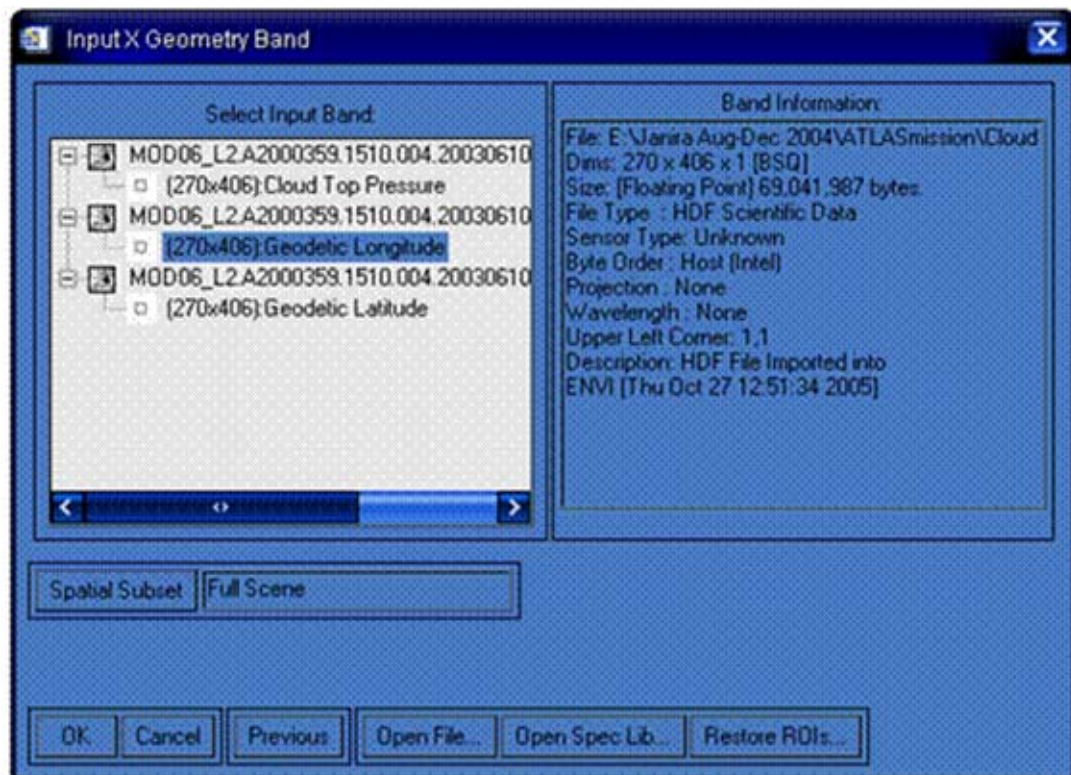 Input X Geometry Band
Select Input Band:
MOD06_L2.A2000359.1510.004.20030610
(270x406):Cloud Top Pressure
MOD06_L2.A2000359.1510.004.20030610
(270x406):Geodetic Longitude
MOD06_L2.A2000359.1510.004.20030610
(270x406):Geodetic Latitude
Band Information:
File: E:\Janira Aug-Dec 2004\ATLASmission\Cloud
Dims: 270 x 406 x 1 [BSQ]
Size: [Floating Point] 69,041,987 bytes.
File Type : HDF Scientific Data
Sensor Type: Unknown
Byte Order : Host (Intel)
Projection : None
Wavelength : None
Upper Left Corner: 1,1
Description: HDF File Imported into
ENVI [Thu Oct 27 12:51:34 2005]
Spatial Subset Full Scene
OK Cancel Previous Open File... Open Spec Lib... Restore ROIs...